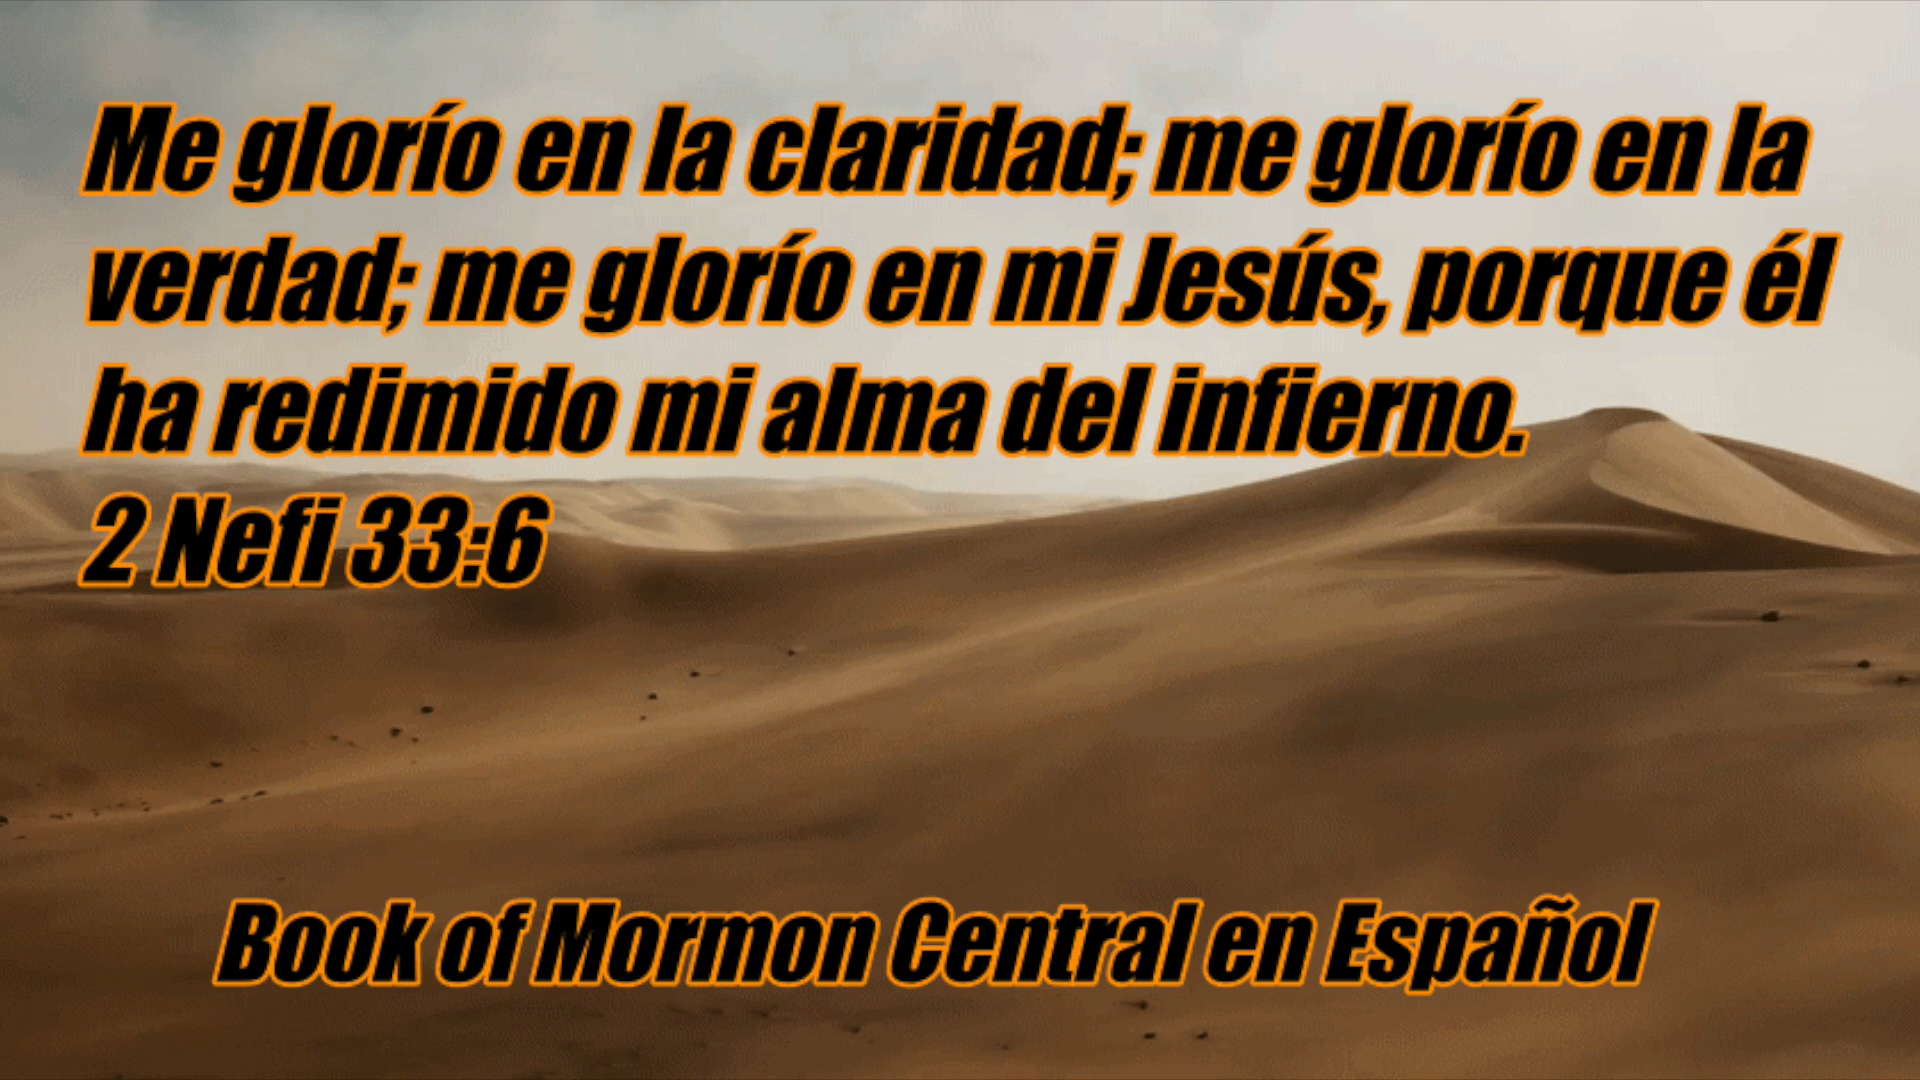 Me glorío en la claridad; me glorío en la
verdad; me glorío en mi Jesús, porque él
ha redimido mi alma del infierno.
2 Nefi 33:6
Book of Mormon Central en Español